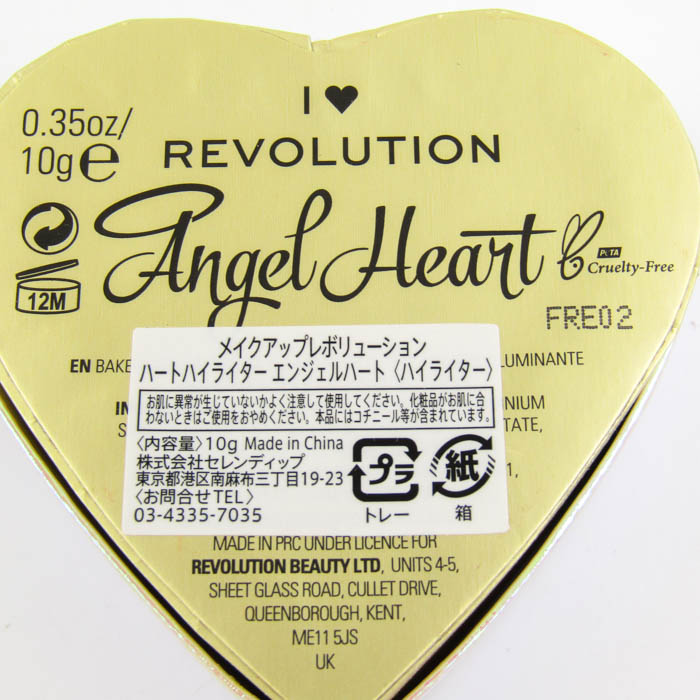 I ♥
REVOLUTION
0.35oz/
10g ℮
Angel Heart
PETA
Cruelty-Free
12M
FRE02
EN BAKE
LUMINANTE
メイクアップレボリューション
ハートハイライター エンジェルハート〈ハイライター〉
お肌に異常が生じていないかよく注意して使用してください。化粧品がお肌に合
わないときはご使用をおやめください。本品にはコチニール等が含まれています。
〈内容量〉10g Made in China
株式会社セレンディップ
東京都港区南麻布三丁目19-23
〈お問合せTEL〉
03-4335-7035
プラ
トレー
紙
箱
MADE IN PRC UNDER LICENCE FOR
REVOLUTION BEAUTY LTD, UNITS 4-5,
SHEET GLASS ROAD, CULLET DRIVE,
QUEENBOROUGH, KENT,
ME11 5JS
UK